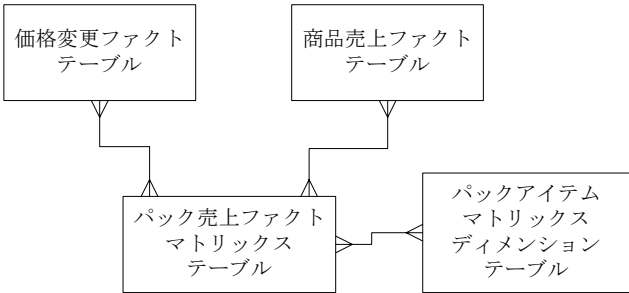 価格変更ファクト
テーブル
商品売上ファクト
テーブル
パック売上ファクト
マトリックス
テーブル
パックアイテム
マトリックス
ディメンション
テーブル